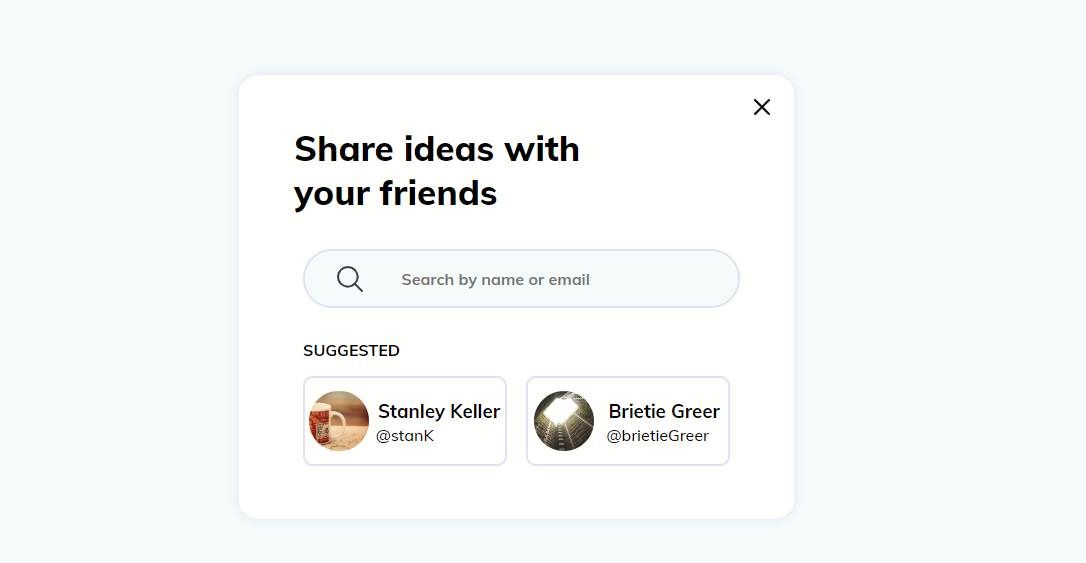 Share ideas with
your friends
Search by name or email
SUGGESTED
Stanley Keller
@stanK
Brietie Greer
@brietieGreer